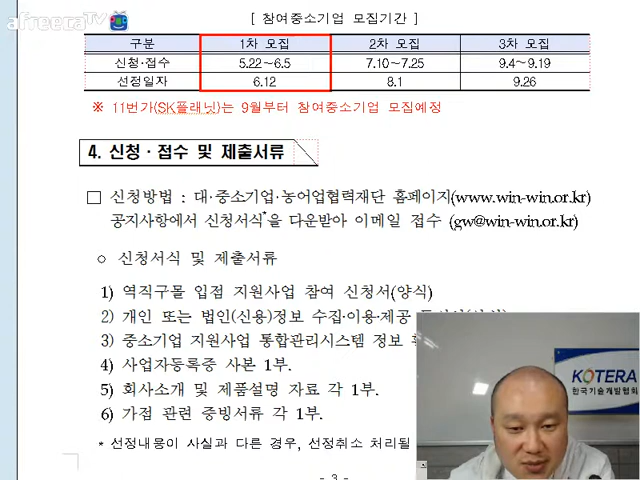 afreecaTV
[ 참여중소기업 모집기간 ]
구분 1차 모집 2차 모집 3차 모집
신청·접수 5.22~6.5 7.10~7.25 9.4~9.19
선정일자 6.12 8.1 9.26
※ 11번가(SK플래닛)는 9월부터 참여중소기업 모집예정
4. 신청·접수 및 제출서류
□ 신청방법 : 대·중소기업·농어업협력재단 홈페이지(www.win-win.or.kr)
공지사항에서 신청서식*을 다운받아 이메일 접수 (gw@win-win.or.kr)
○ 신청서식 및 제출서류
1) 역직구몰 입점 지원사업 참여 신청서(양식)
2) 개인 또는 법인(신용)정보 수집·이용·제공
3) 중소기업 지원사업 통합관리시스템 정보
4) 사업자등록증 사본 1부.
5) 회사소개 및 제품설명 자료 각 1부.
6) 가점 관련 증빙서류 각 1부.
* 선정내용이 사실과 다른 경우, 선정취소 처리될
- 3
KOTERA
한국기술개발협회